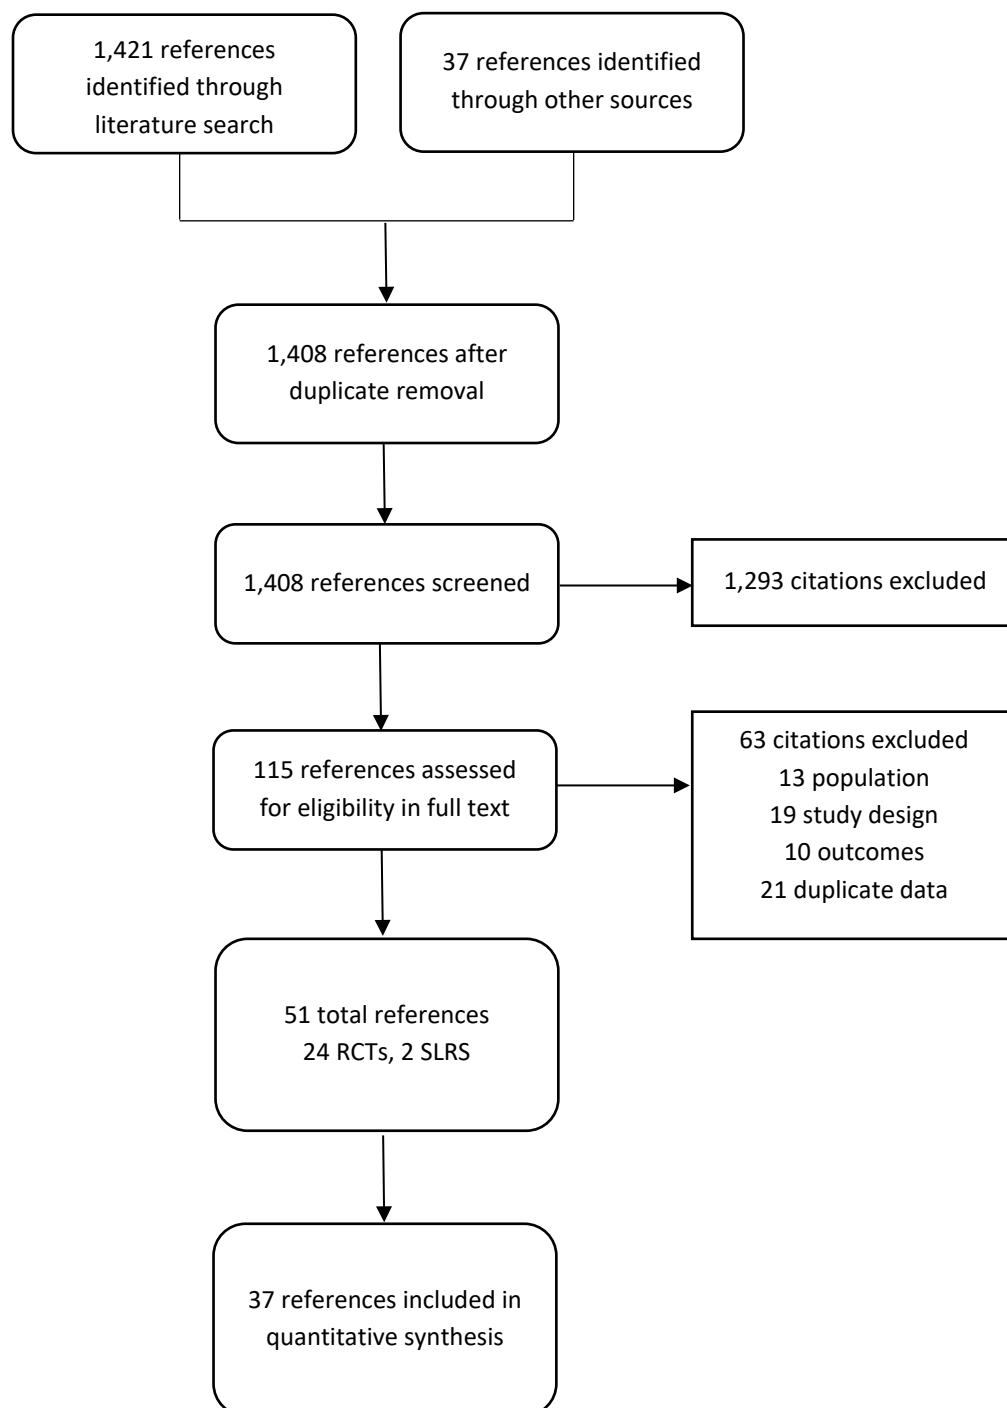 1,421 references
identified through
literature search
37 references identified
through other sources
1,408 references after
duplicate removal
1,408 references screened
1,293 citations excluded
115 references assessed
for eligibility in full text
63 citations excluded
13 population
19 study design
10 outcomes
21 duplicate data
51 total references
24 RCTs, 2 SLRS
37 references included in
quantitative synthesis